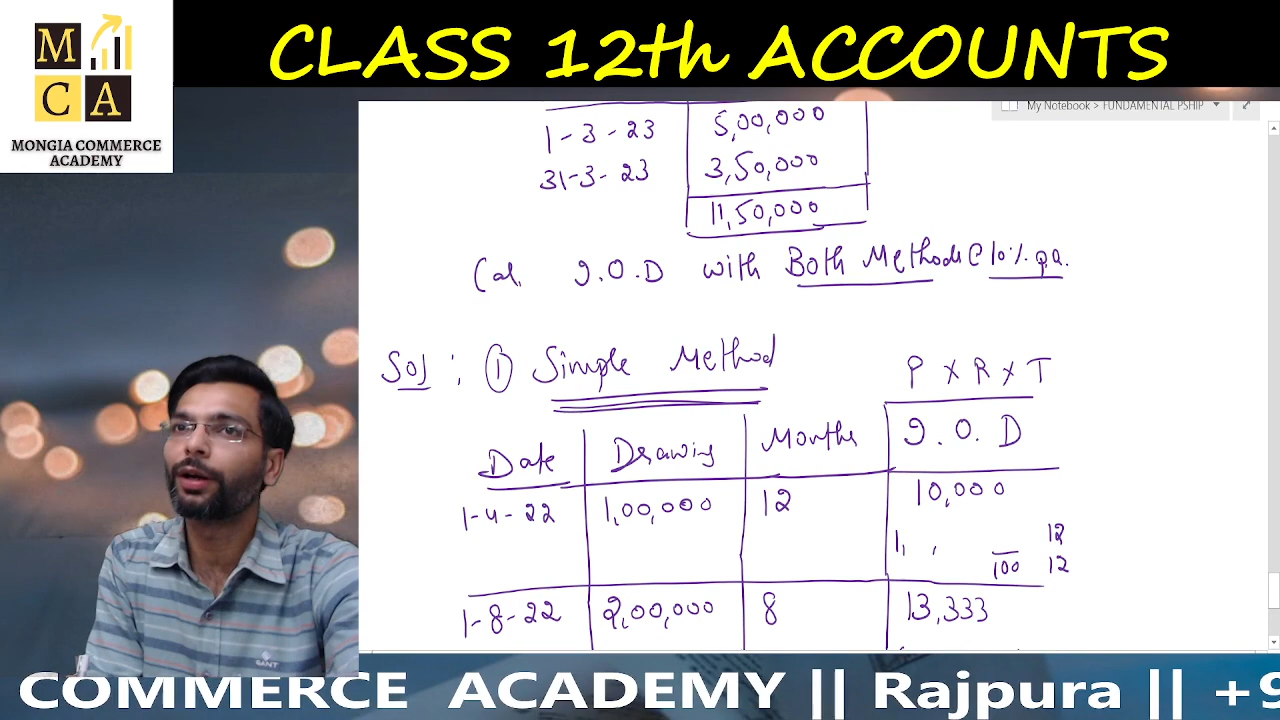 CLASS 12th ACCOUNTS
M
C A
MONGIA COMMERCE
ACADEMY
My Notebook > FUNDAMENTAL PSHIP
1-3-23 5,00,000
31-3-23 3,50,000
11,50,000
Cal. I.O.D with Both Methods @ 10% p.a.
Sol : ① Simple Method
P X R X T
Date Drawing Months I.O.D
1-4-22 1,00,000 12 10,000
12
100 12
1-8-22 2,00,000 8 13,333
GANT
COMMERCE ACADEMY || Rajpura || +9